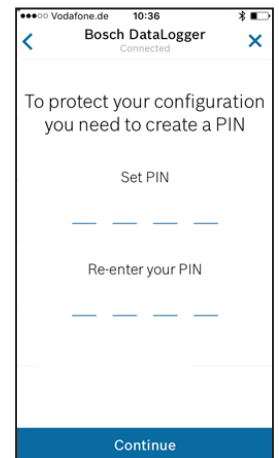 Vodafone.de 10:36
Bosch DataLogger
Connected
To protect your configuration
you need to create a PIN
Set PIN
Re-enter your PIN
Continue